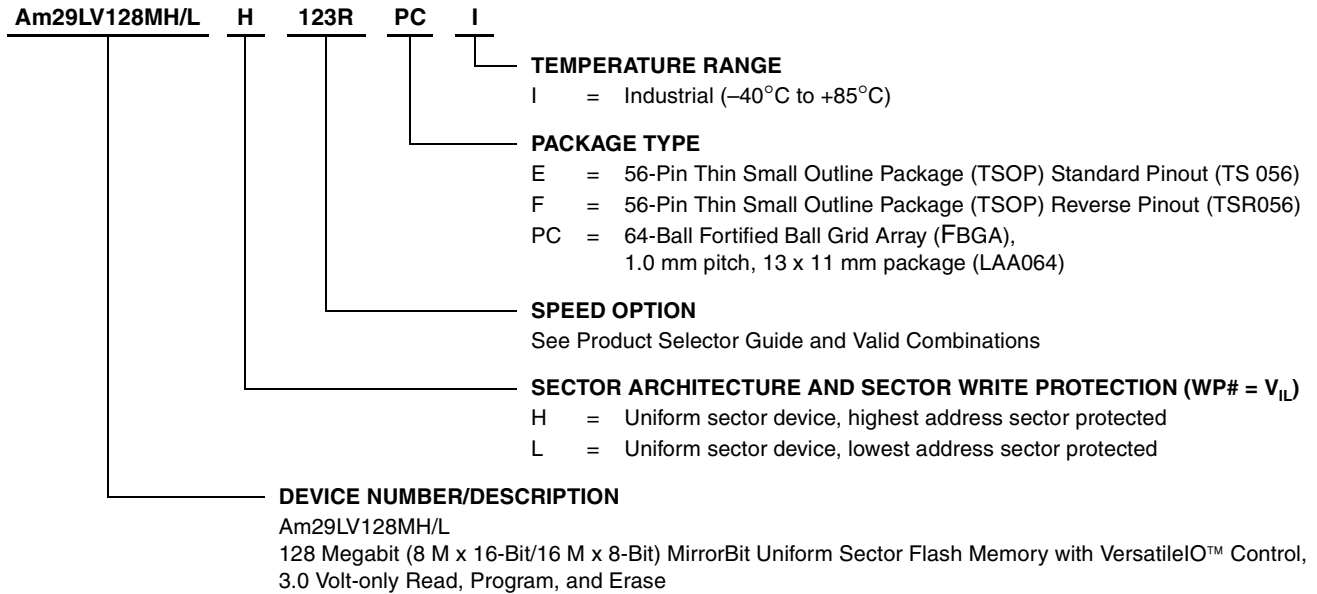 Am29LV128MH/L H 123R PC I
TEMPERATURE RANGE
I = Industrial (–40°C to +85°C)
PACKAGE TYPE
E = 56-Pin Thin Small Outline Package (TSOP) Standard Pinout (TS 056)
F = 56-Pin Thin Small Outline Package (TSOP) Reverse Pinout (TSR056)
PC = 64-Ball Fortified Ball Grid Array (FBGA),
1.0 mm pitch, 13 x 11 mm package (LAA064)
SPEED OPTION
See Product Selector Guide and Valid Combinations
SECTOR ARCHITECTURE AND SECTOR WRITE PROTECTION (WP# = VIL)
H = Uniform sector device, highest address sector protected
L = Uniform sector device, lowest address sector protected
DEVICE NUMBER/DESCRIPTION
Am29LV128MH/L
128 Megabit (8 M x 16-Bit/16 M x 8-Bit) MirrorBit Uniform Sector Flash Memory with VersatileIO™ Control,
3.0 Volt-only Read, Program, and Erase